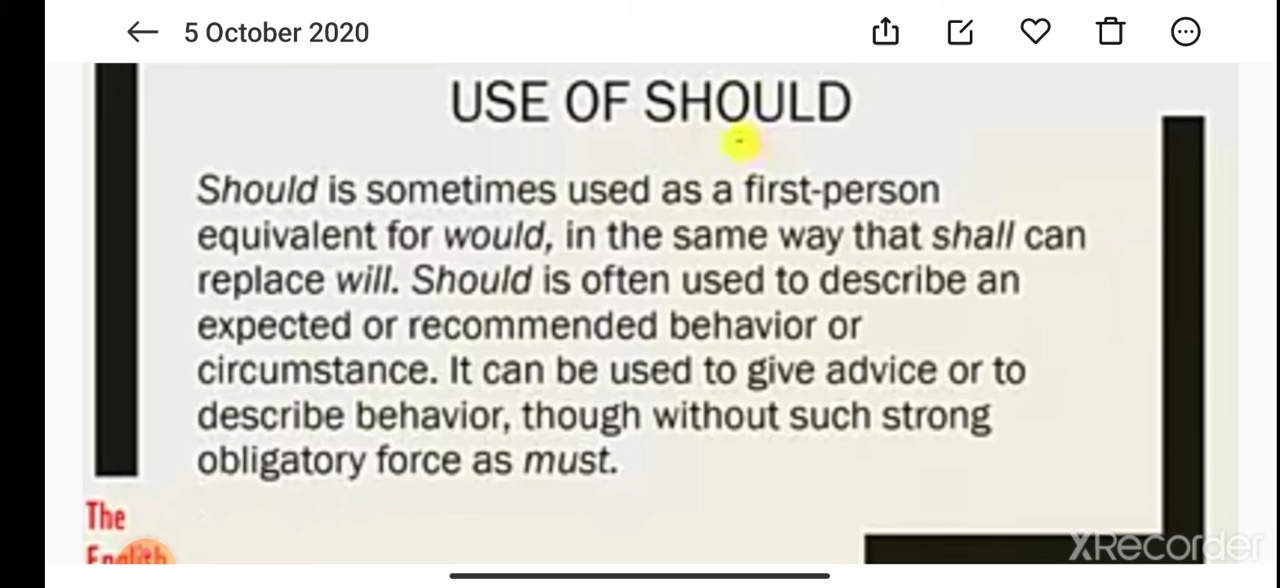 5 October 2020
USE OF SHOULD
Should is sometimes used as a first-person
equivalent for would, in the same way that shall can
replace will. Should is often used to describe an
expected or recommended behavior or
circumstance. It can be used to give advice or to
describe behavior, though without such strong
obligatory force as must.
The
English
XRecorder